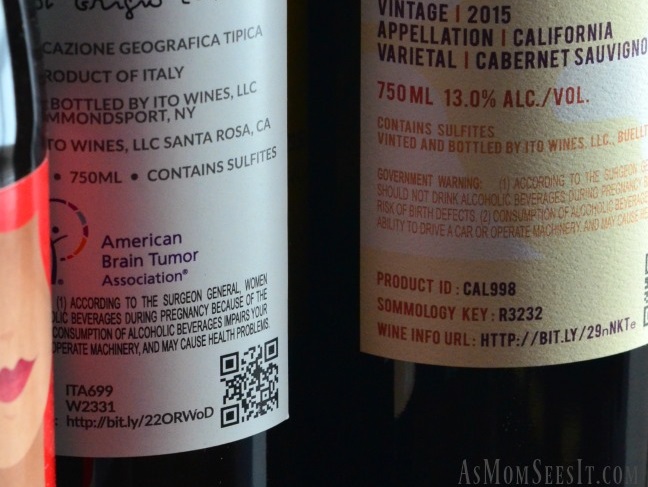 CAZIONE GEOGRAFICA TIPICA
PRODUCT OF ITALY
BOTTLED BY ITO WINES, LLC
MMONDSPORT, NY
TO WINES, LLC SANTA ROSA, CA
• 750ML • CONTAINS SULFITES
American
Brain Tumor
Association®
(1) ACCORDING TO THE SURGEON GENERAL, WOMEN
OLIC BEVERAGES DURING PREGNANCY BECAUSE OF THE
CONSUMPTION OF ALCOHOLIC BEVERAGES IMPAIRS YOUR
OPERATE MACHINERY, AND MAY CAUSE HEALTH PROBLEMS.
ITA699
W2331
: http://bit.ly/22ORWoD
VINTAGE | 2015
APPELLATION | CALIFORNIA
VARIETAL | CABERNET SAUVIGNO
750 ML 13.0% ALC./VOL.
CONTAINS SULFITES
VINTED AND BOTTLED BY ITO WINES, LLC., BUELL
GOVERNMENT WARNING: (1) ACCORDING TO THE SURGEON
SHOULD NOT DRINK ALCOHOLIC BEVERAGES DURING PREGNANCY
RISK OF BIRTH DEFECTS. (2) CONSUMPTION OF ALCOHOLIC BEVERAG
ABILITY TO DRIVE A CAR OR OPERATE MACHINERY, AND MAY CAUSE HE
PRODUCT ID : CAL998
SOMMOLOGY KEY : R3232
WINE INFO URL : HTTP://BIT.LY/29nNKTe
ASMOMSEESIT.COM